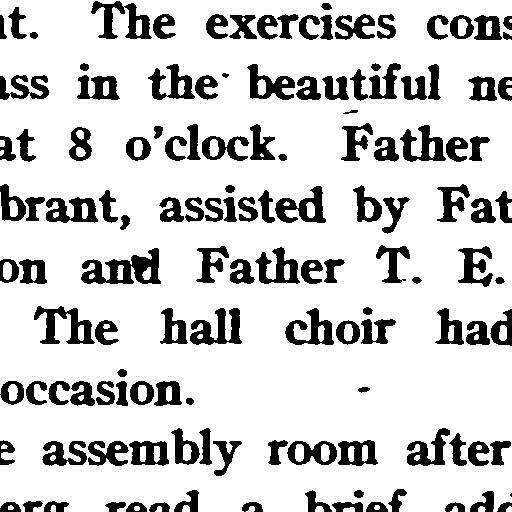 nt. The exercises cons
ass in the beautiful ne
at 8 o'clock. Father
brant, assisted by Fat
on and Father T. E.
The hall choir had
occasion.
e assembly room after
erg read a brief add